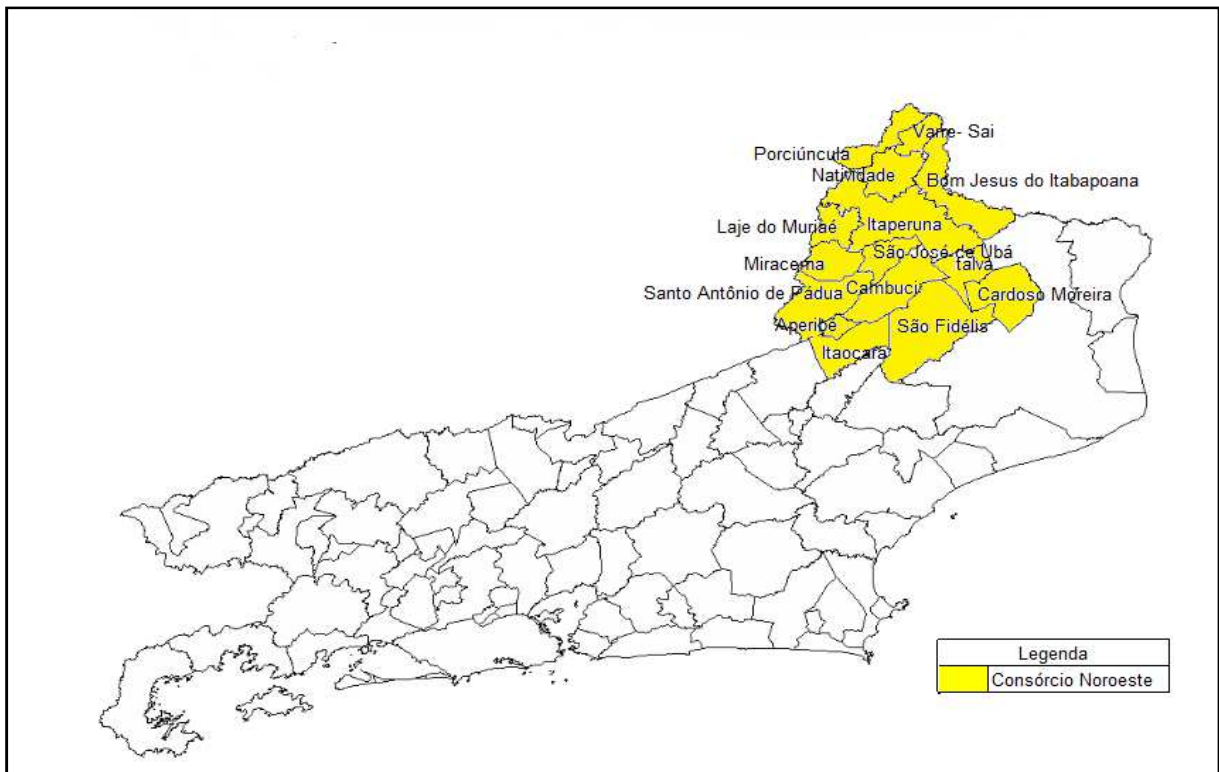 Varre- Sai
Porciúncula
Natividade
Bom Jesus do Itabapoana
Laje do Muriaé
Itaperuna
São José de Ubá
Miracema
Italva
Santo Antônio de Pádua
Cambuci
Cardoso Moreira
Aperibé
São Fidélis
Itaocara
Legenda
Consórcio Noroeste